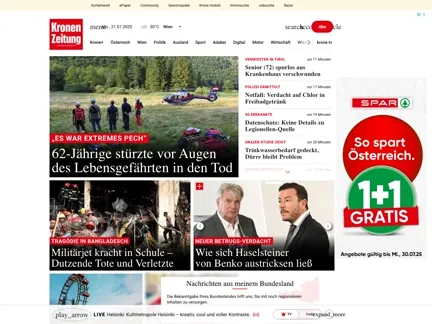 Vorteilswelt ePaper Community Gewinnspiele Krone mobile Immosuche Jobsuche Bazar
Kronen
Zeitung
menu
21.07.2025
30°C Wien
Abo
Krone+ Österreich Wien Politik Ausland Sport Adabei Digital Motor Wirtschaft krone.tv
„ES WAR EXTREMES PECH“
62-Jährige stürzte vor Augen
des Lebensgefährten in den Tod
VERMISSTER IN TIROL vor 11 Minuten
Senior (72) spurlos aus
Krankenhaus verschwunden
POLIZEI ERMITTELT vor 17 Minuten
Notfall: Verdacht auf Chlor in
Freibadgetränk
vor 19 Minuten
Datenschutz: Keine Details zu
Legionellen-Quelle
GRAZER STUDIE ZEIGT: vor 20 Minuten
Trinkwasserbedarf gedeckt,
Dürre bleibt Problem
SPAR
So spart
Österreich.
1+1
GRATIS
Angebote gültig bis Mi., 30.07.25
TRAGÖDIE IN BANGLADESCH
Militärjet kracht in Schule –
Dutzende Tote und Verletzte
NEUER BETRUGS-VERDACHT
Wie sich Haselsteiner
von Benko austricksen ließ
Nachrichten aus meinem Bundesland
Die Bekanntgabe Ihres Bundeslandes hilft uns, Sie mit noch regionaleren
Inhalten zu versorgen.
play_arrow LIVE Helsinki: Kultmetropole Helsinki – kreativ, cool und voller Kontraste. TV expand_more